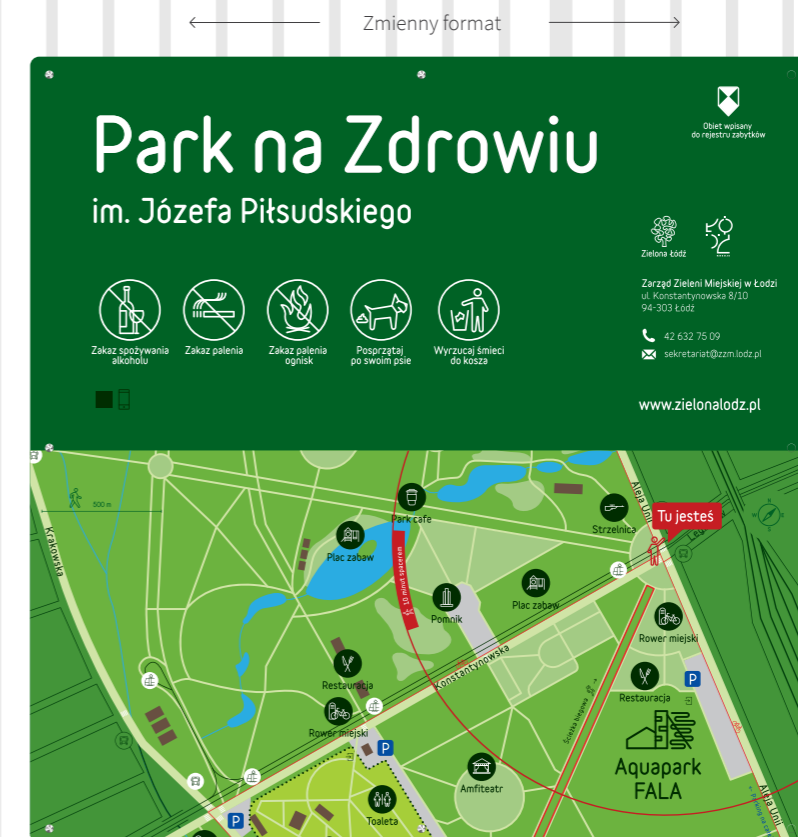 Zmienny format
Obiet wpisany
do rejestru zabytków
Park na Zdrowiu
im. Józefa Piłsudskiego
Zielona Łódź
Zarząd Zieleni Miejskiej w Łodzi
ul. Konstantynowska 8/10
94-303 Łódź
42 632 75 09
sekretariat@zzm.lodz.pl
www.zielonalodz.pl
Zakaz spożywania
alkoholu
Zakaz palenia
Zakaz palenia
ognisk
Posprzątaj
po swoim psie
Wyrzucaj śmieci
do kosza
500 m
Krakowska
Park cafe
Plac zabaw
10 minut spacerem
Strzelnica
Aleja Unii
Tu jesteś
N
E
S
W
Pomnik
Plac zabaw
Rower miejski
Konstantynowska
Restauracja
Rower miejski
Restauracja
P
Ścieżka biegowa
P
Aquapark
FALA
Amfiteatr
Toaleta
P
Aleja Unii